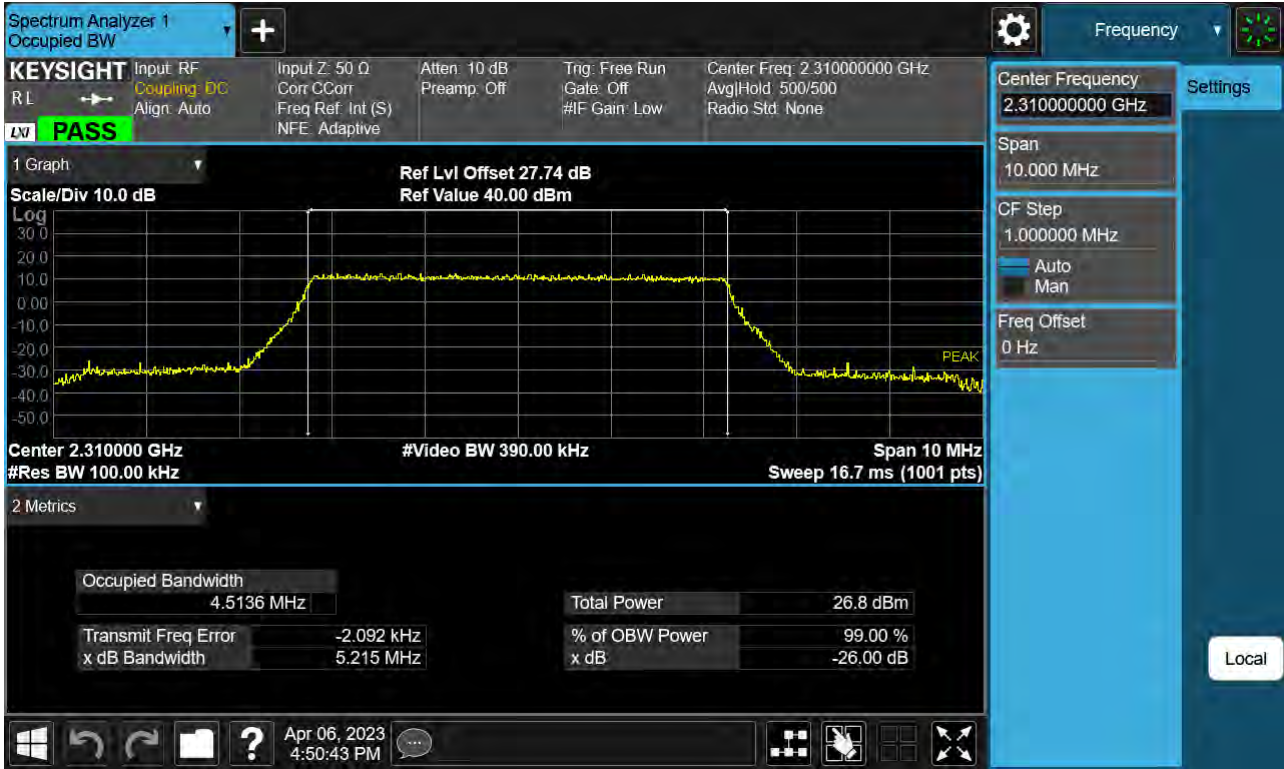 Spectrum Analyzer 1
Occupied BW
+
Frequency
KEYSIGHT
RL
LXI
PASS
Input: RF
Coupling: DC
Align: Auto
Input Z: 50 Ω
Corr CCorr
Freq Ref: Int (S)
NFE: Adaptive
Atten: 10 dB
Preamp: Off
Trig: Free Run
Gate: Off
#IF Gain: Low
Center Freq: 2.310000000 GHz
Avg|Hold: 500/500
Radio Std: None
Center Frequency
2.310000000 GHz
Settings
Span
10.000 MHz
CF Step
1.000000 MHz
Auto
Man
Freq Offset
0 Hz
1 Graph
Scale/Div 10.0 dB
Ref Lvl Offset 27.74 dB
Ref Value 40.00 dBm
Log
30.0
20.0
10.0
0.00
-10.0
-20.0
-30.0
-40.0
-50.0
PEAK
Center 2.310000 GHz
#Video BW 390.00 kHz
Span 10 MHz
#Res BW 100.00 kHz
Sweep 16.7 ms (1001 pts)
2 Metrics
Occupied Bandwidth
4.5136 MHz
Total Power 26.8 dBm
Transmit Freq Error -2.092 kHz
% of OBW Power 99.00 %
x dB Bandwidth 5.215 MHz
x dB -26.00 dB
Local
?
Apr 06, 2023
4:50:43 PM